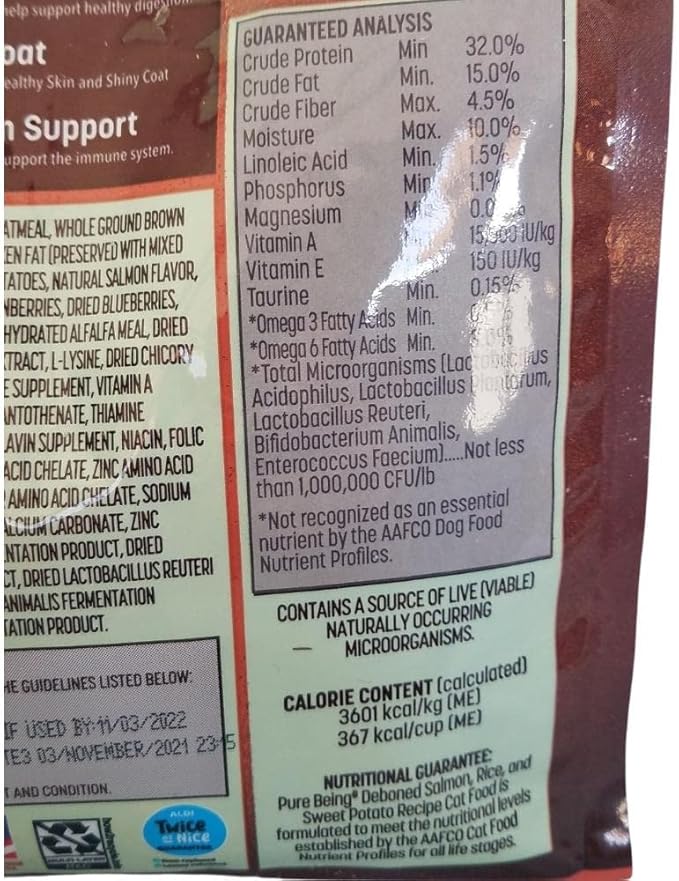 help support healthy
oat
ealthy Skin and Shiny Coat
n Support
upport the immune system.
ATMEAL, WHOLE GROUND BROWN
EN FAT (PRESERVED WITH MIXED
TATOES, NATURAL SALMON FLAVOR,
NBERRIES, DRIED BLUEBERRIES,
HYDRATED ALFALFA MEAL, DRIED
TRACT, L-LYSINE, DRIED CHICORY
E SUPPLEMENT, VITAMIN A
NTOTHENATE, THIAMINE
AVIN SUPPLEMENT, NIACIN, FOLIC
ACID CHELATE, ZINC AMINO ACID
AMINO ACID CHELATE, SODIUM
ALCIUM CARBONATE, ZINC
NTATION PRODUCT, DRIED
CT, DRIED LACTOBACILLUS REUTERI
ANIMALIS FERMENTATION
TATION PRODUCT.
HE GUIDELINES LISTED BELOW:
IF USED BY:11/03/2022
TE3 03/NOVEMBER/2021 23:15
T AND CONDITION.
ALDI
Twice
as Nice
GUARANTEE
GUARANTEED ANALYSIS
Crude Protein Min 32.0%
Crude Fat Min. 15.0%
Crude Fiber Max. 4.5%
Moisture Max. 10.0%
Linoleic Acid Min. 1.5%
Phosphorus Min 1.1%
Magnesium
Vitamin A IU/kg
Vitamin E 150 IU/kg
Taurine Min. 0.15%
*Omega 3 Fatty Acids Min.
*Omega 6 Fatty Acids Min.
*Total Microorganisms (Lactobacillus
Acidophilus, Lactobacillus Plantarum,
Lactobacillus Reuteri,
Bifidobacterium Animalis,
Enterococcus Faecium).....Not less
than 1,000,000 CFU/lb
*Not recognized as an essential
nutrient by the AAFCO Dog Food
Nutrient Profiles.
CONTAINS A SOURCE OF LIVE (VIABLE)
NATURALLY OCCURRING
MICROORGANISMS.
CALORIE CONTENT (calculated)
3601 kcal/kg (ME)
367 kcal/cup (ME)
NUTRITIONAL GUARANTEE:
Pure Being® Deboned Salmon, Rice, and
Sweet Potato Recipe Cat Food is
formulated to meet the nutritional levels
established by the AAFCO Cat Food
Nutrient Profiles for all life stages.